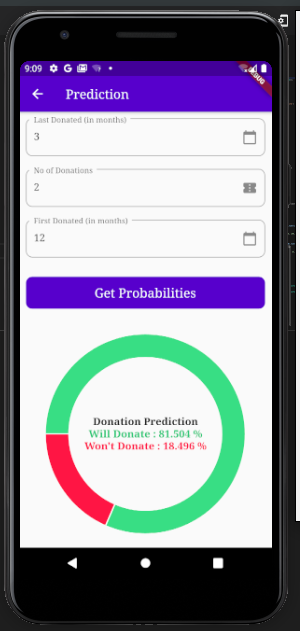 9:09 G
DEBUG
Prediction
Last Donated (in months)
3
No of Donations
2
First Donated (in months)
12
Get Probabilities
Donation Prediction
Will Donate : 81.504 %
Won't Donate : 18.496 %